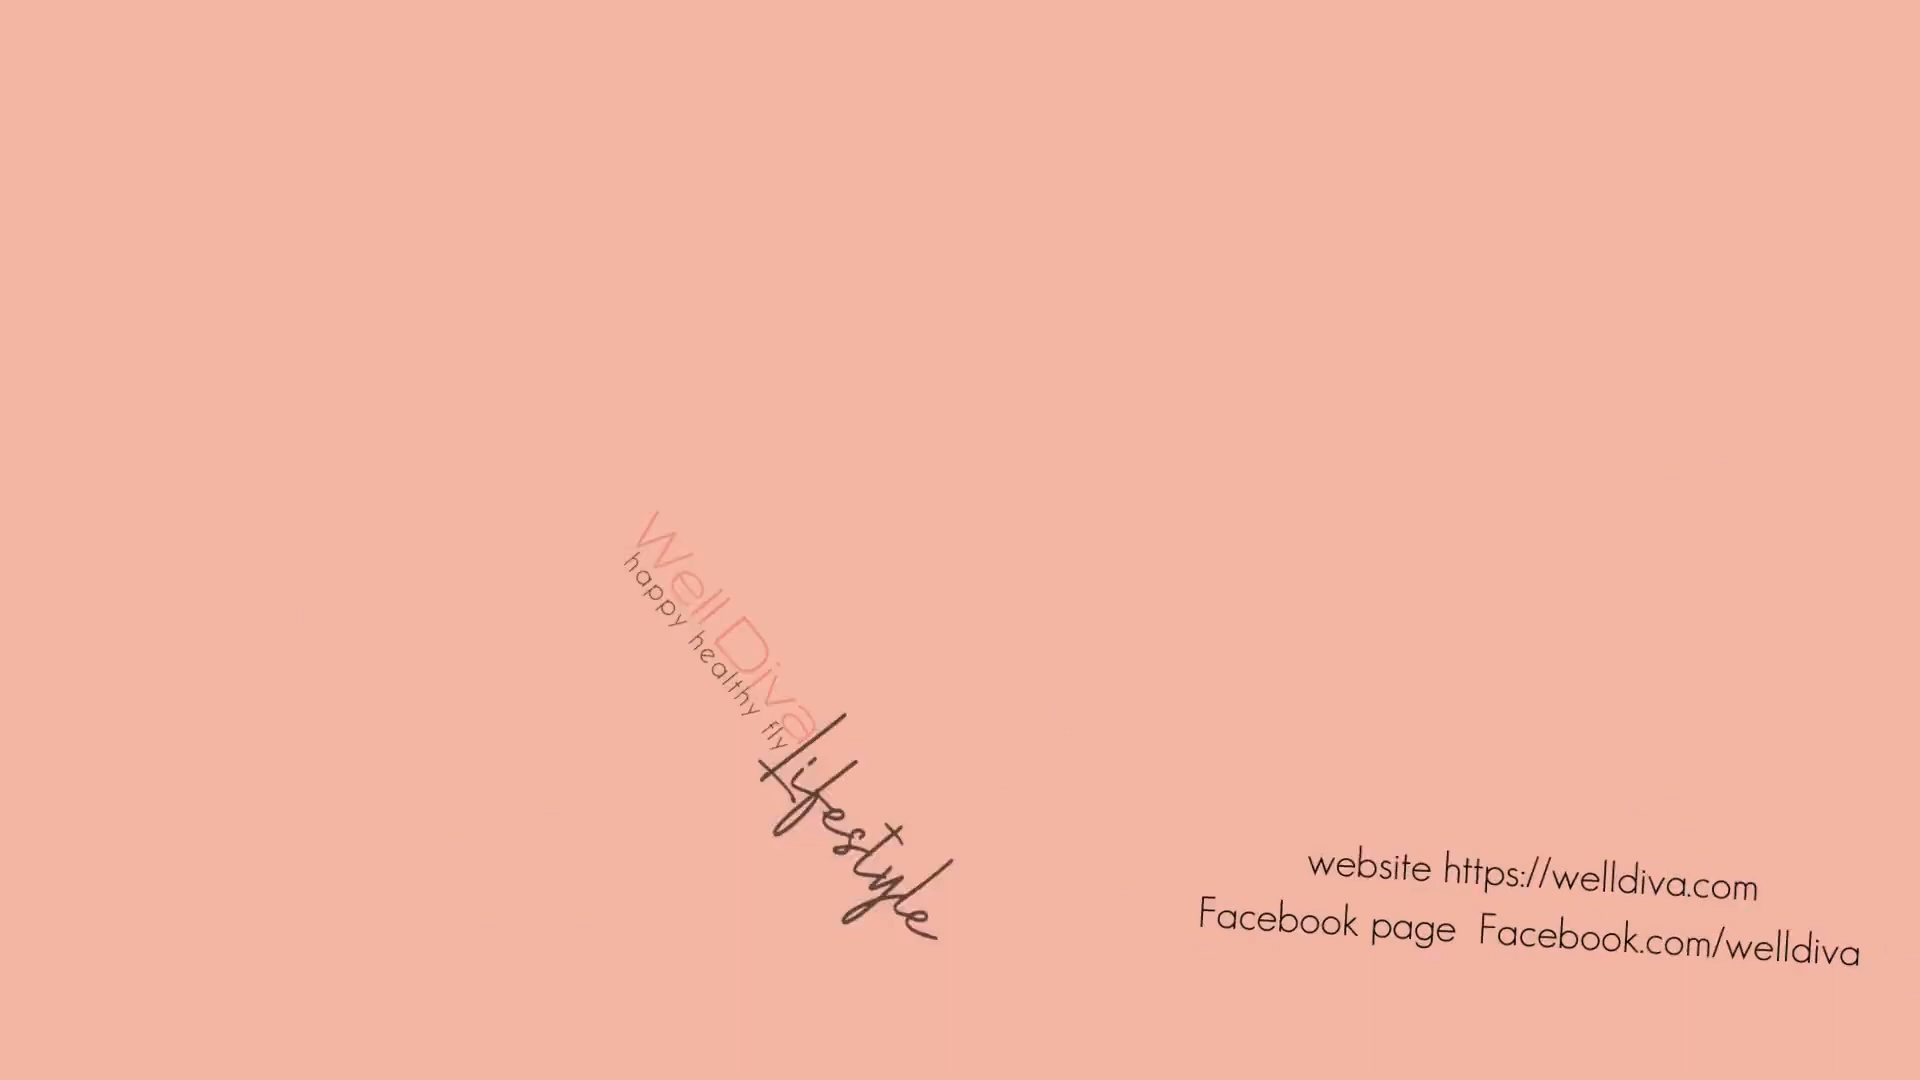 Well Diva
happy healthy fly
Lifestyle
website https://welldiva.com
Facebook page Facebook.com/welldiva